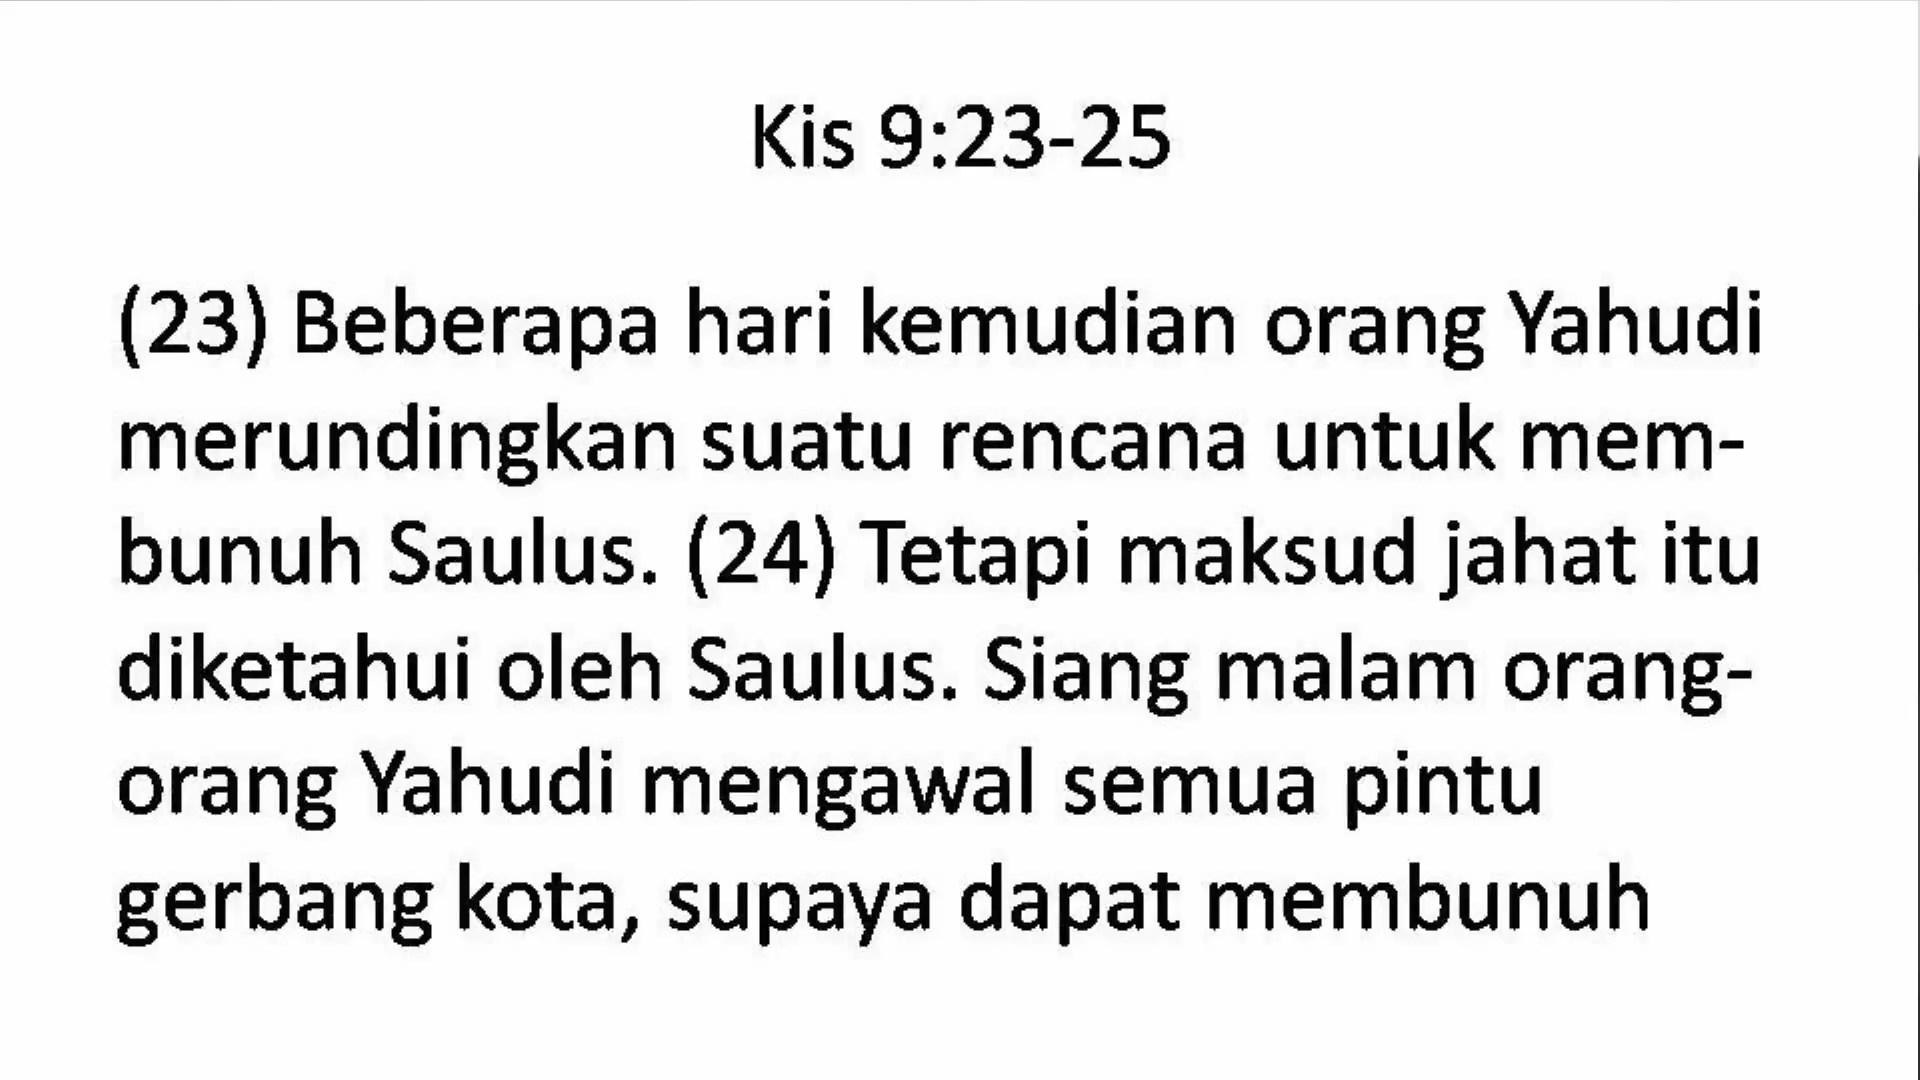 Kis 9:23-25
(23) Beberapa hari kemudian orang Yahudi
merundingkan suatu rencana untuk mem-
bunuh Saulus. (24) Tetapi maksud jahat itu
diketahui oleh Saulus. Siang malam orang-
orang Yahudi mengawal semua pintu
gerbang kota, supaya dapat membunuh